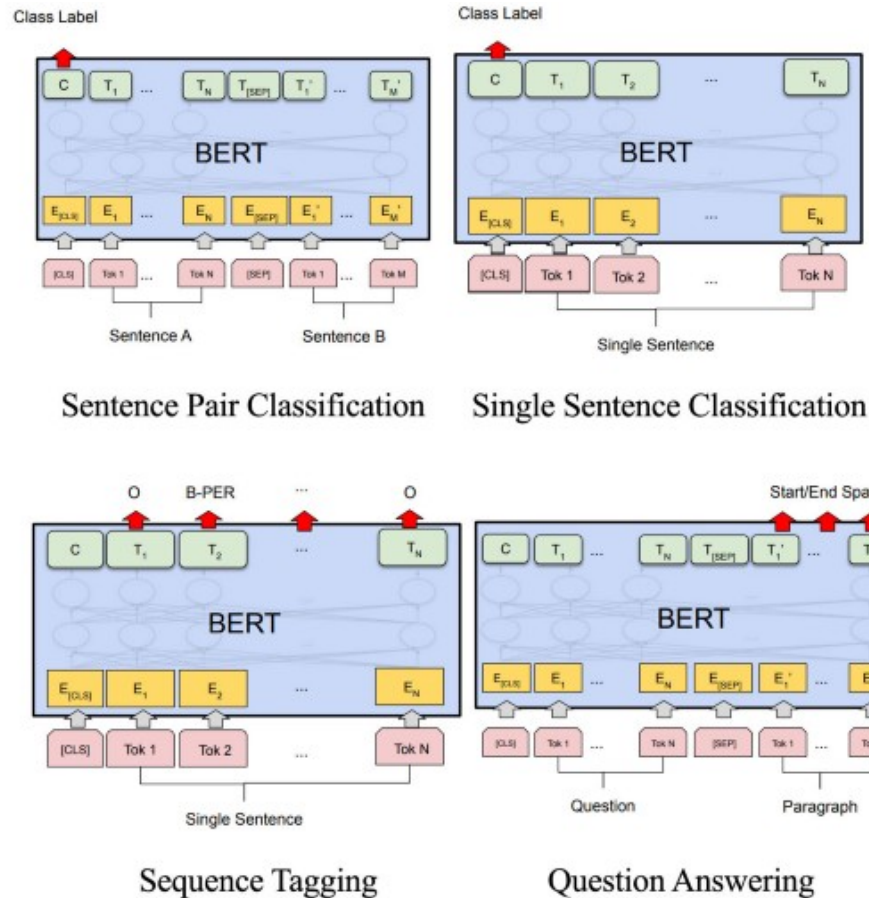 Class Label
C T1 ... TN T[SEP] T1' ... TM'
BERT
E[CLS] E1 ... EN E[SEP] E1' ... EM'
[CLS] Tok 1 ... Tok N [SEP] Tok 1 ... Tok M
Sentence A Sentence B
Sentence Pair Classification
Class Label
C T1 T2 ... TN
BERT
E[CLS] E1 E2 ... EN
[CLS] Tok 1 Tok 2 ... Tok N
Single Sentence
Single Sentence Classification
O B-PER ... O
C T1 T2 ... TN
BERT
E[CLS] E1 E2 ... EN
[CLS] Tok 1 Tok 2 ... Tok N
Single Sentence
Sequence Tagging
Start/End Spa
C T1 ... TN T[SEP] T1' ...
BERT
E[CLS] E1 ... EN E[SEP] E1' ...
[CLS] Tok 1 ... Tok N [SEP] Tok 1 ...
Question Paragraph
Question Answering